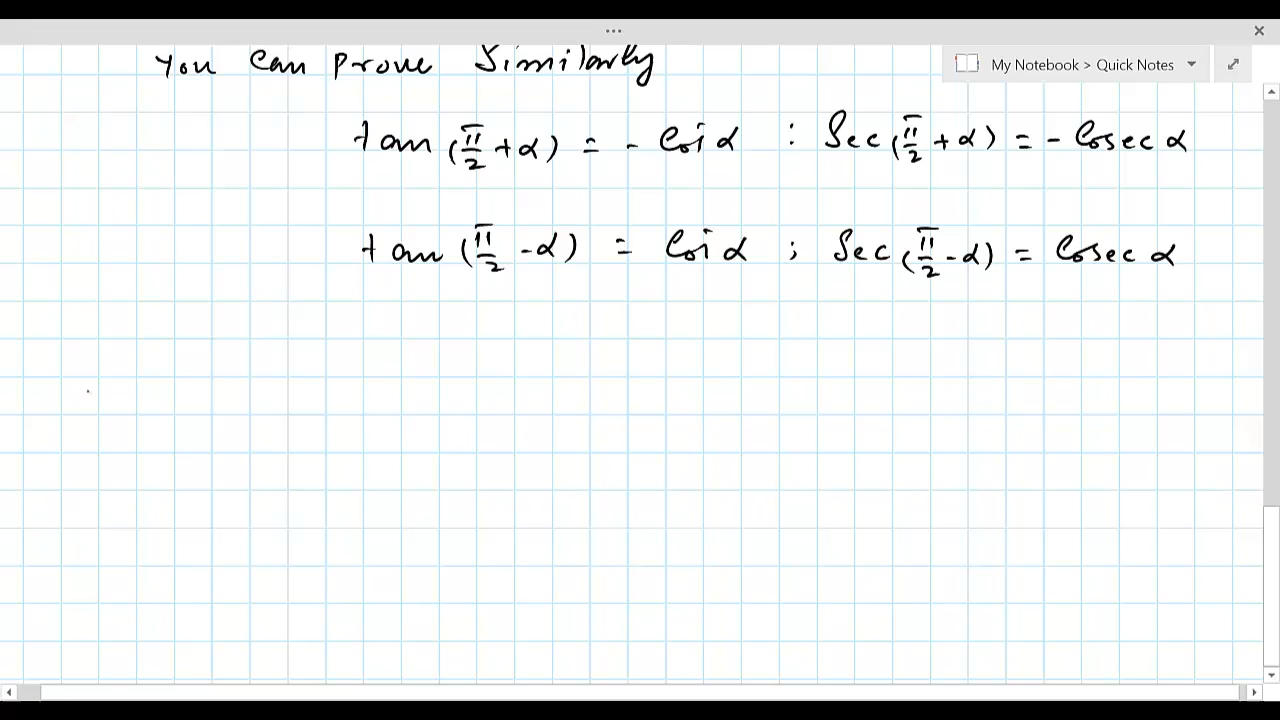 You can prove similarly
My Notebook > Quick Notes
tan (π/2 + α) = - Cot α : Sec (π/2 + α) = - Cosec α
tan (π/2 - α) = Cot α ; Sec (π/2 - α) = Cosec α